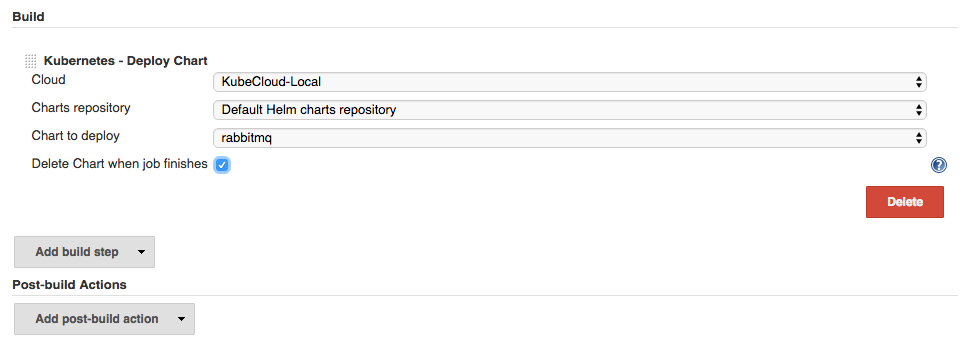 Build
Kubernetes - Deploy Chart
Cloud
KubeCloud-Local
Charts repository
Default Helm charts repository
Chart to deploy
rabbitmq
Delete Chart when job finishes
?
Delete
Add build step
Post-build Actions
Add post-build action